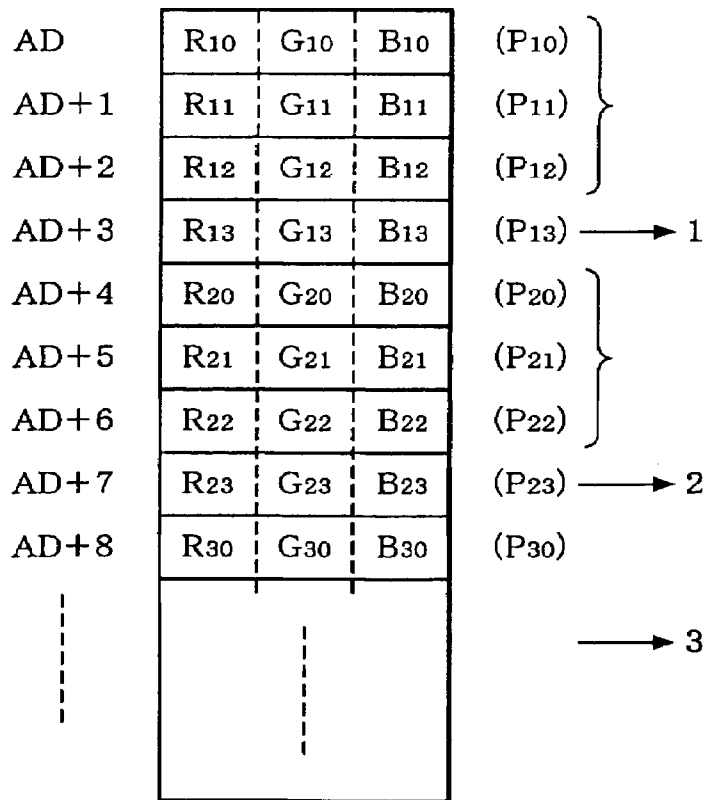 AD R10 G10 B10 (P10)
AD+1 R11 G11 B11 (P11)
AD+2 R12 G12 B12 (P12)
AD+3 R13 G13 B13 (P13) 1
AD+4 R20 G20 B20 (P20)
AD+5 R21 G21 B21 (P21)
AD+6 R22 G22 B22 (P22)
AD+7 R23 G23 B23 (P23) 2
AD+8 R30 G30 B30 (P30)
3